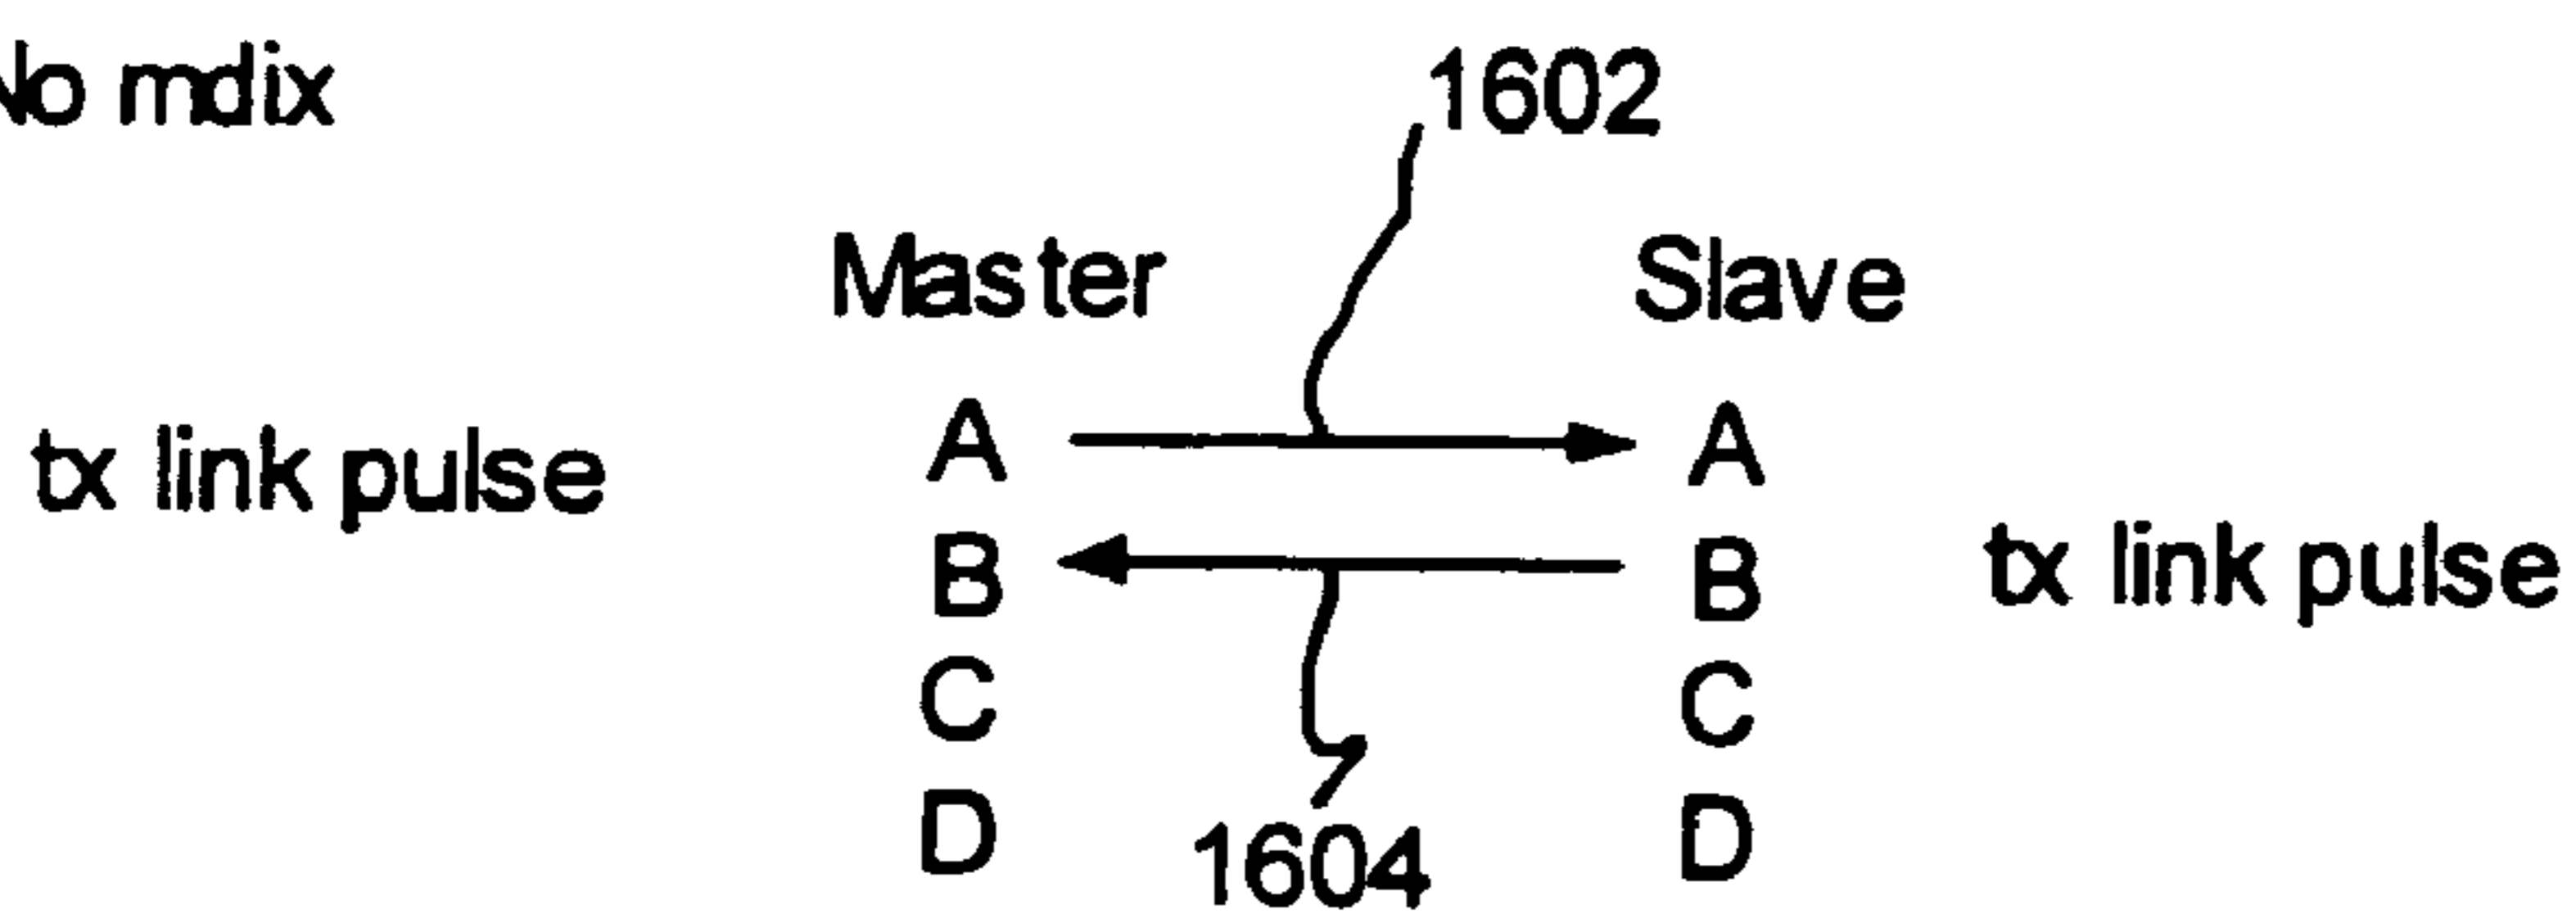 No mdix
1602
Master Slave
tx link pulse A A
B B tx link pulse
C C
D D
1604